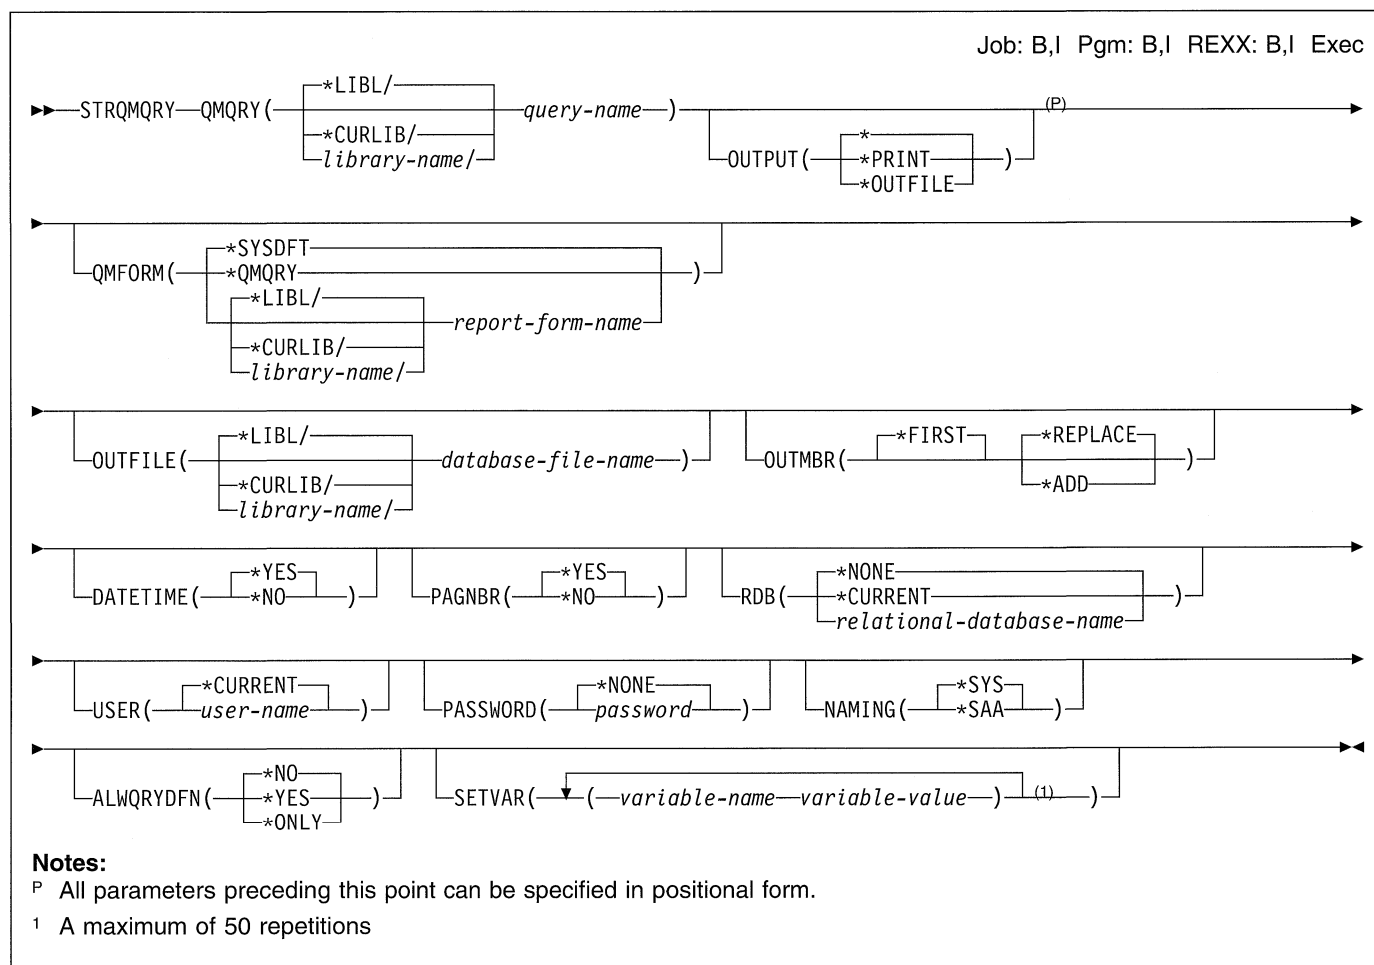 Job: B,I Pgm: B,I REXX: B,I Exec
*LIBL/
STRQMQRY QMQRY( query-name ) (P)
*CURLIB/
library-name/
OUTPUT( * )
*PRINT
*OUTFILE
*SYSDFT
QMFORM( *QMQRY )
*LIBL/
report-form-name
*CURLIB/
library-name/
*LIBL/
OUTFILE( database-file-name )
*CURLIB/
library-name/
*FIRST *REPLACE
OUTMBR( )
*ADD
*YES
DATETIME( *NO )
*YES
PAGNBR( *NO )
*NONE
RDB( *CURRENT )
relational-database-name
*CURRENT
USER( user-name )
*NONE
PASSWORD( password )
*SYS
NAMING( *SAA )
*NO
ALWQRYDFN( *YES )
*ONLY
SETVAR( ( variable-name variable-value ) (1) )
Notes:
P All parameters preceding this point can be specified in positional form.
1 A maximum of 50 repetitions